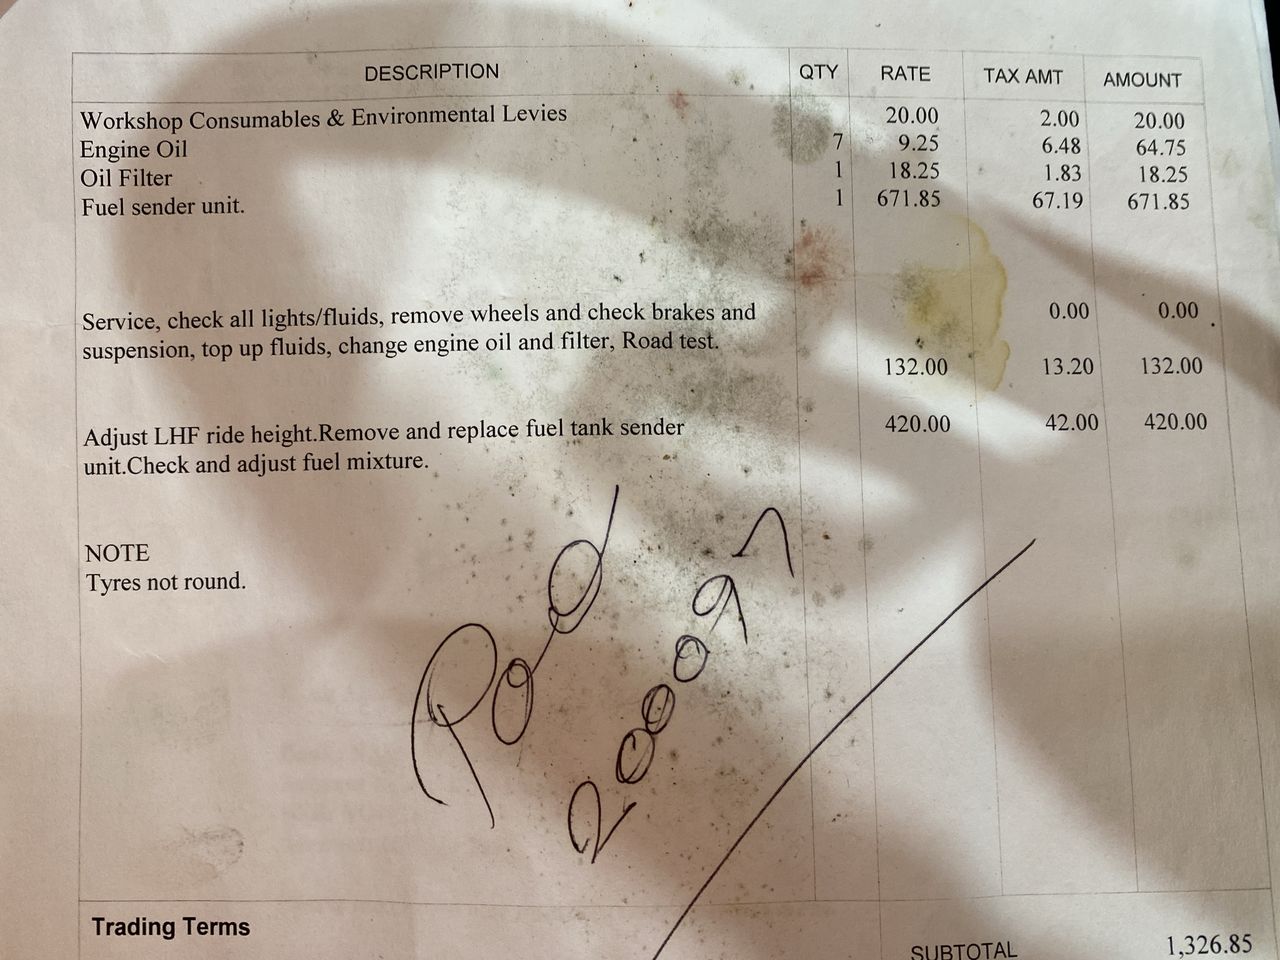 DESCRIPTION QTY RATE TAX AMT AMOUNT
Workshop Consumables & Environmental Levies 20.00 2.00 20.00
Engine Oil 7 9.25 6.48 64.75
Oil Filter 1 18.25 1.83 18.25
Fuel sender unit. 1 671.85 67.19 671.85
Service, check all lights/fluids, remove wheels and check brakes and 0.00 0.00
suspension, top up fluids, change engine oil and filter, Road test.
132.00 13.20 132.00
Adjust LHF ride height.Remove and replace fuel tank sender 420.00 42.00 420.00
unit.Check and adjust fuel mixture.
NOTE
Tyres not round.
Trading Terms
SUBTOTAL 1,326.85